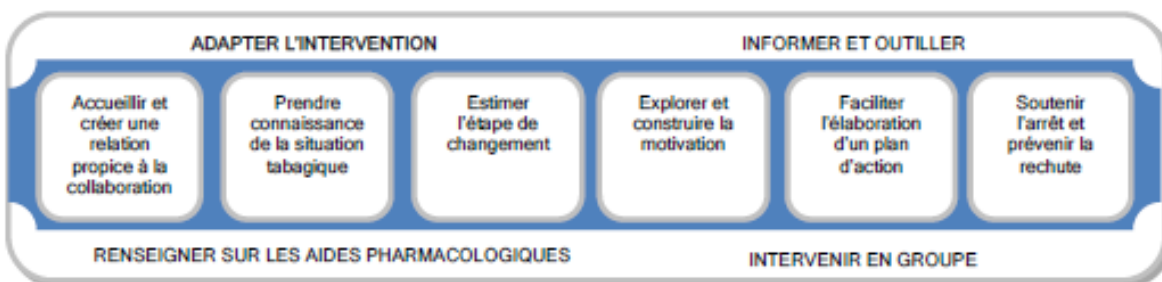 ADAPTER L'INTERVENTION
INFORMER ET OUTILLER
Accueillir et
créer une
relation
propice à la
collaboration
Prendre
connaissance
de la situation
tabagique
Estimer
l'étape de
changement
Explorer et
construire la
motivation
Faciliter
l'élaboration
d'un plan
d'action
Soutenir
l'arrêt et
prévenir la
rechute
RENSEIGNER SUR LES AIDES PHARMACOLOGIQUES
INTERVENIR EN GROUPE